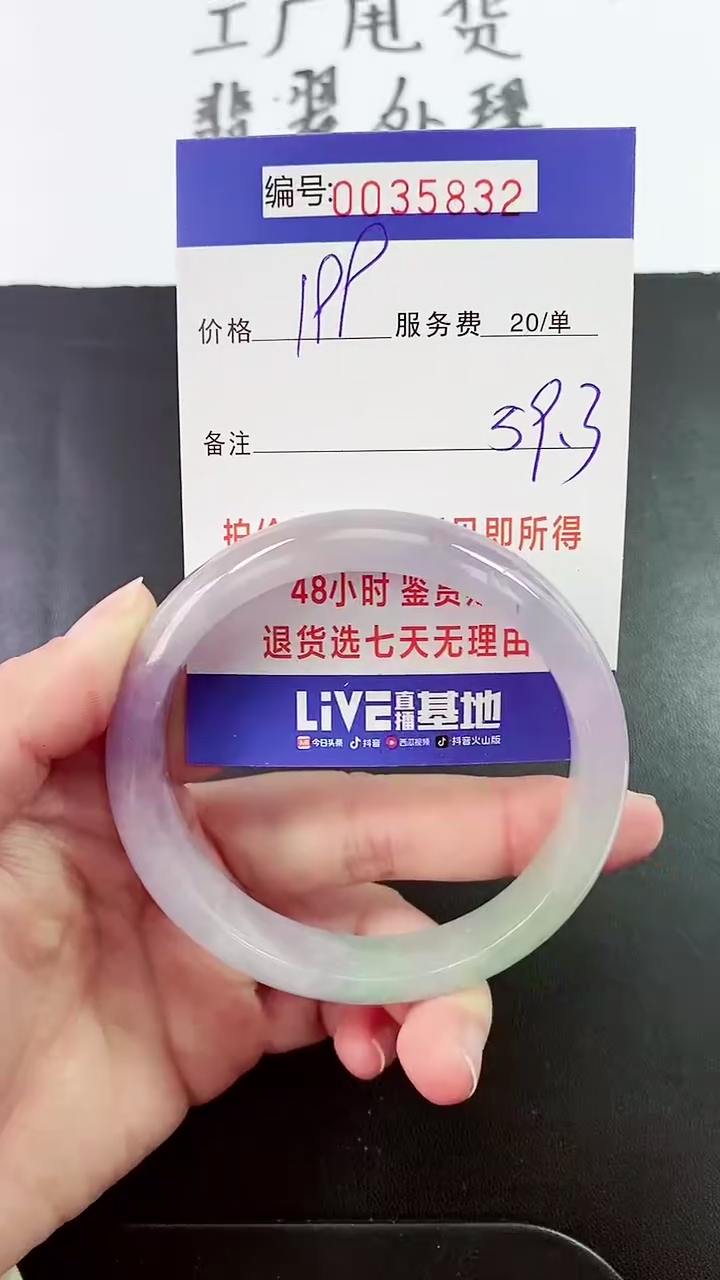 工厂甩货
翡翠处理
编号:0035832
价格 199 服务费 20/单
备注 59.3
即所得
48小时 鉴赏
退货选七天无理由
LiVE直播基地
今日头条 抖音 西瓜视频 抖音火山版